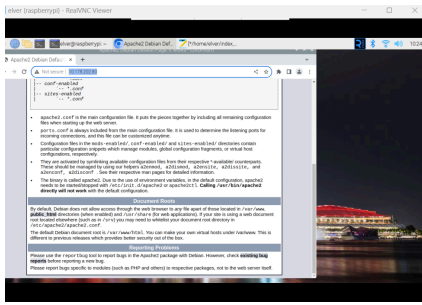 elver (raspberrypi) - RealVNC Viewer
elver@raspberrypi: ~
Apache2 Debian Def...
*/home/elver/index...
10:24
Apache2 Debian Defau
Not secure
10.178.202.80
|-- conf-enabled
| `-- *.conf
|-- sites-enabled
| `-- *.conf
apache2.conf is the main configuration file. It puts the pieces together by including all remaining configuration
files when starting up the web server.
ports.conf is always included from the main configuration file. It is used to determine the listening ports for
incoming connections, and this file can be customized anytime.
Configuration files in the mods-enabled/, conf-enabled/ and sites-enabled/ directories contain
particular configuration snippets which manage modules, global configuration fragments, or virtual host
configurations, respectively.
They are activated by symlinking available configuration files from their respective *-available/ counterparts.
These should be managed by using our helpers a2enmod, a2dismod, a2ensite, a2dissite, and
a2enconf, a2disconf . See their respective man pages for detailed information.
The binary is called apache2. Due to the use of environment variables, in the default configuration, apache2
needs to be started/stopped with /etc/init.d/apache2 or apache2ctl. Calling /usr/bin/apache2
directly will not work with the default configuration.
Document Roots
By default, Debian does not allow access through the web browser to any file apart of those located in /var/www,
public_html directories (when enabled) and /usr/share (for web applications). If your site is using a web document
root located elsewhere (such as in /srv) you may need to whitelist your document root directory in
/etc/apache2/apache2.conf.
The default Debian document root is /var/www/html. You can make your own virtual hosts under /var/www. This is
different to previous releases which provides better security out of the box.
Reporting Problems
Please use the reportbug tool to report bugs in the Apache2 package with Debian. However, check existing bug
reports before reporting a new bug.
Please report bugs specific to modules (such as PHP and others) to respective packages, not to the web server itself.